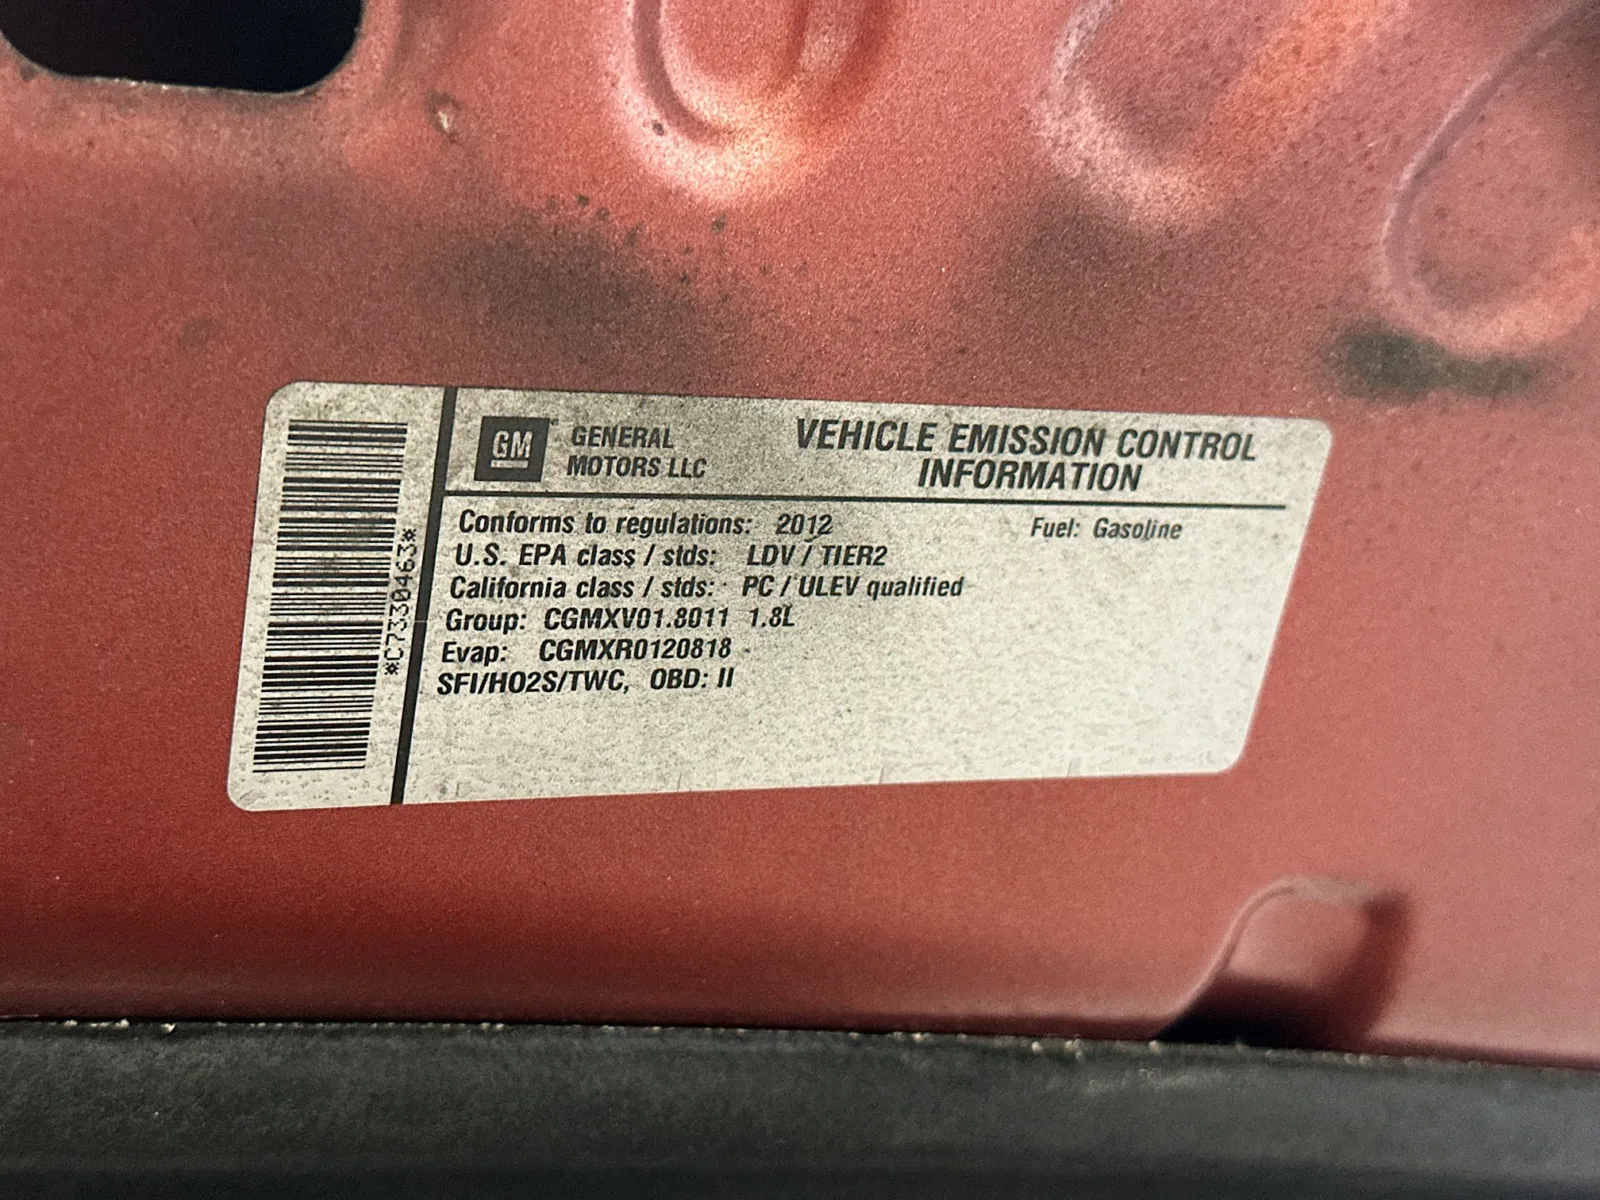 *C7330463*
GM GENERAL MOTORS LLC
VEHICLE EMISSION CONTROL
INFORMATION
Conforms to regulations: 2012 Fuel: Gasoline
U.S. EPA class / stds: LDV / TIER2
California class / stds: PC / ULEV qualified
Group: CGMXV01.8011 1.8L
Evap: CGMXR0120818
SFI/HO2S/TWC, OBD: II